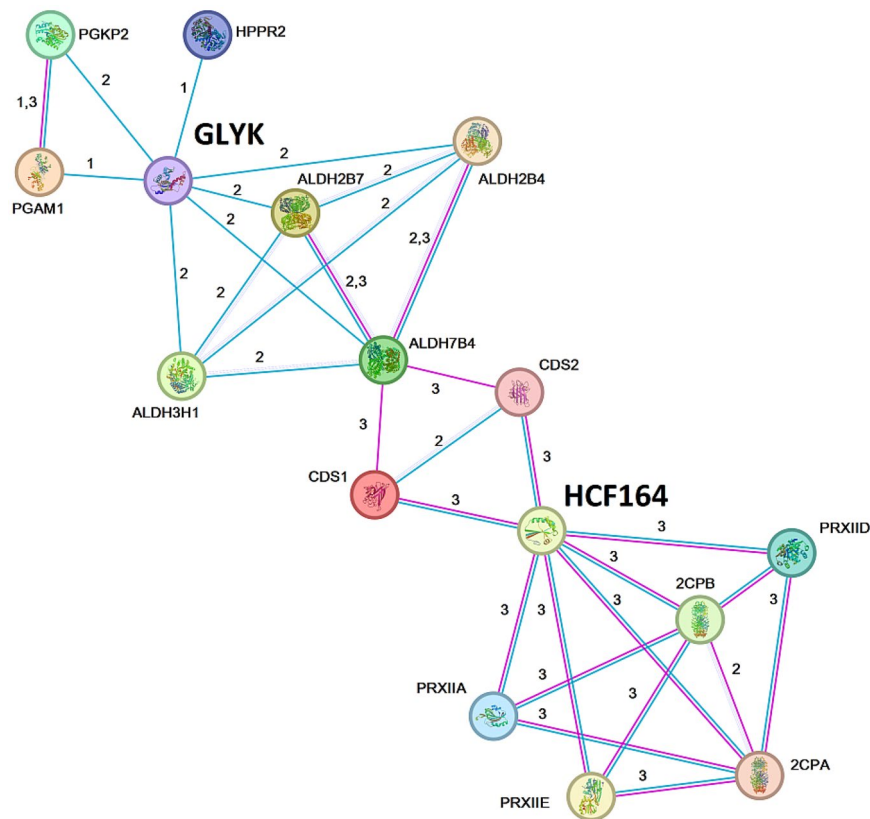 PGKP2
HPPR2
2
1
1,3
GLYK
2
1
ALDH2B7
2
ALDH2B4
PGAM1
2
2
2
2
2,3
2
2,3
2
2
ALDH7B4
ALDH3H1
3
CDS2
3
2
3
CDS1
3
HCF164
3
PRXIID
3
2CPB
3
3
3
3
3
2
PRXIIA
3
3
3
2CPA
PRXIIE